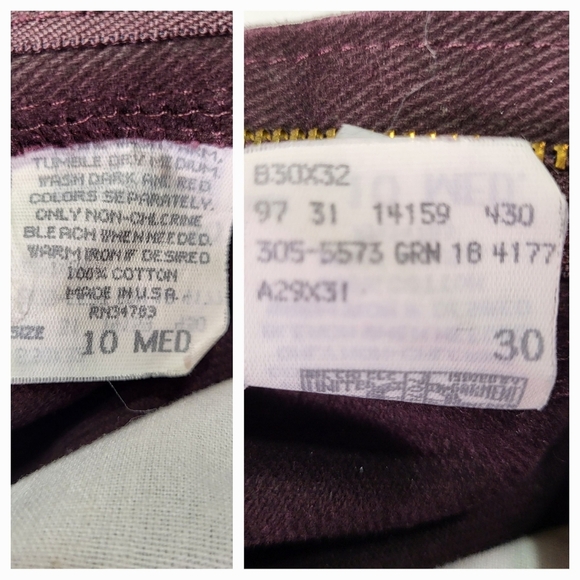 TUMBLE DRY MEDIUM.
WASH DARK AND RED
COLORS SEPARATELY.
ONLY NON-CHLORINE
BLEACH WHEN NEEDED.
WARM IRON IF DESIRED
100% COTTON
MADE IN U.S.A.
RN34783
SIZE
10 MED
B30X32
97 31 14159 430
305-5573 GRN 18 4177
A29X31
30
UNITED GARMENT